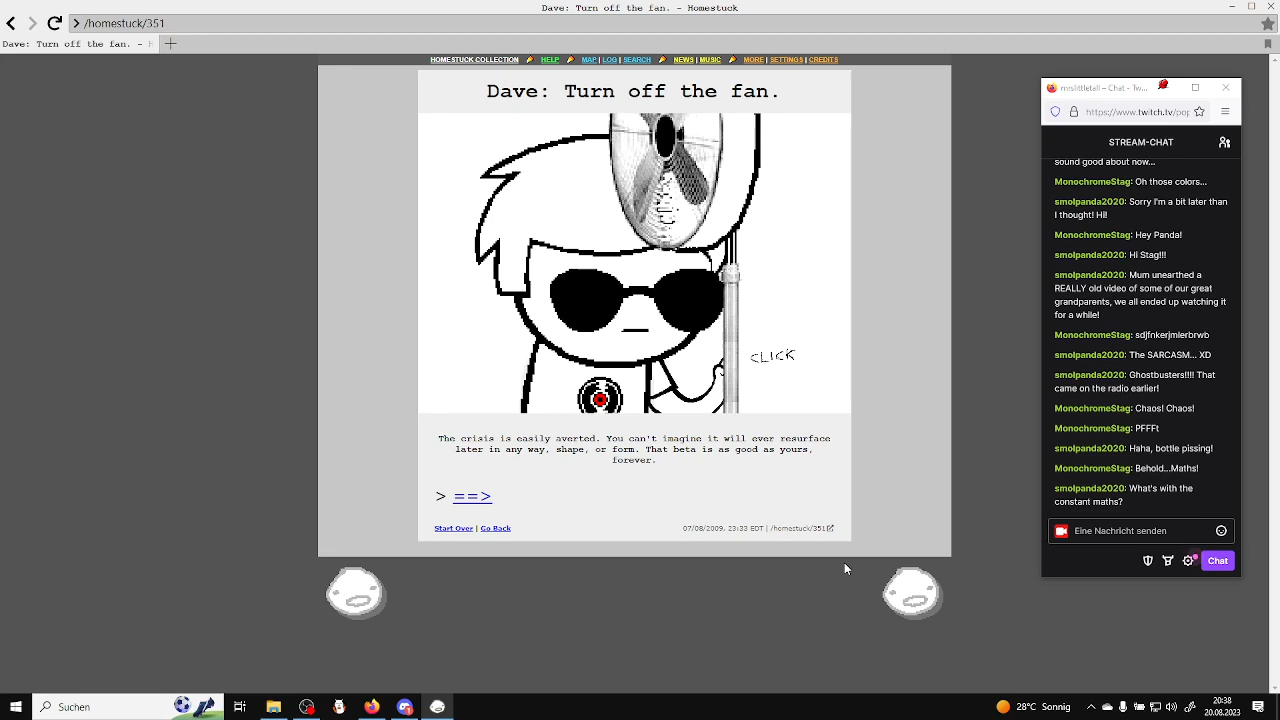 Dave: Turn off the fan. - Homestuck
> /homestuck/351
Dave: Turn off the fan. - H
HOMESTUCK COLLECTION HELP MAP | LOG | SEARCH NEWS | MUSIC MORE | SETTINGS | CREDITS
Dave: Turn off the fan.
CLICK
The crisis is easily averted. You can't imagine it will ever resurface
later in any way, shape, or form. That beta is as good as yours,
forever.
> ==>
Start Over | Go Back
07/08/2009, 23:33 EDT | /homestuck/351
mrslittletall – Chat - Tw...
https://www.twitch.tv/pop
STREAM-CHAT
sound good about now...
MonochromeStag: Oh those colors...
smolpanda2020: Sorry I'm a bit later than
I thought! Hi!
MonochromeStag: Hey Panda!
smolpanda2020: Hi Stag!!!
smolpanda2020: Mum unearthed a
REALLY old video of some of our great
grandparents, we all ended up watching it
for a while!
MonochromeStag: sdjfnkerjmlerbrwb
smolpanda2020: The SARCASM... XD
smolpanda2020: Ghostbusters!!!! That
came on the radio earlier!
MonochromeStag: Chaos! Chaos!
MonochromeStag: PFFFt
smolpanda2020: Haha, bottle pissing!
MonochromeStag: Behold...Maths!
smolpanda2020: What's with the
constant maths?
Eine Nachricht senden
Chat
Suchen
28°C Sonnig
20:38
20.08.2023